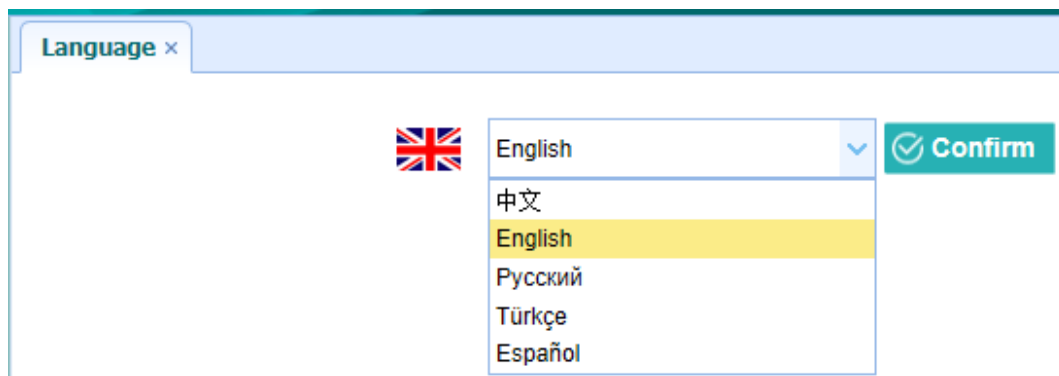 Language ×
English
Confirm
中文
English
Русский
Türkçe
Español